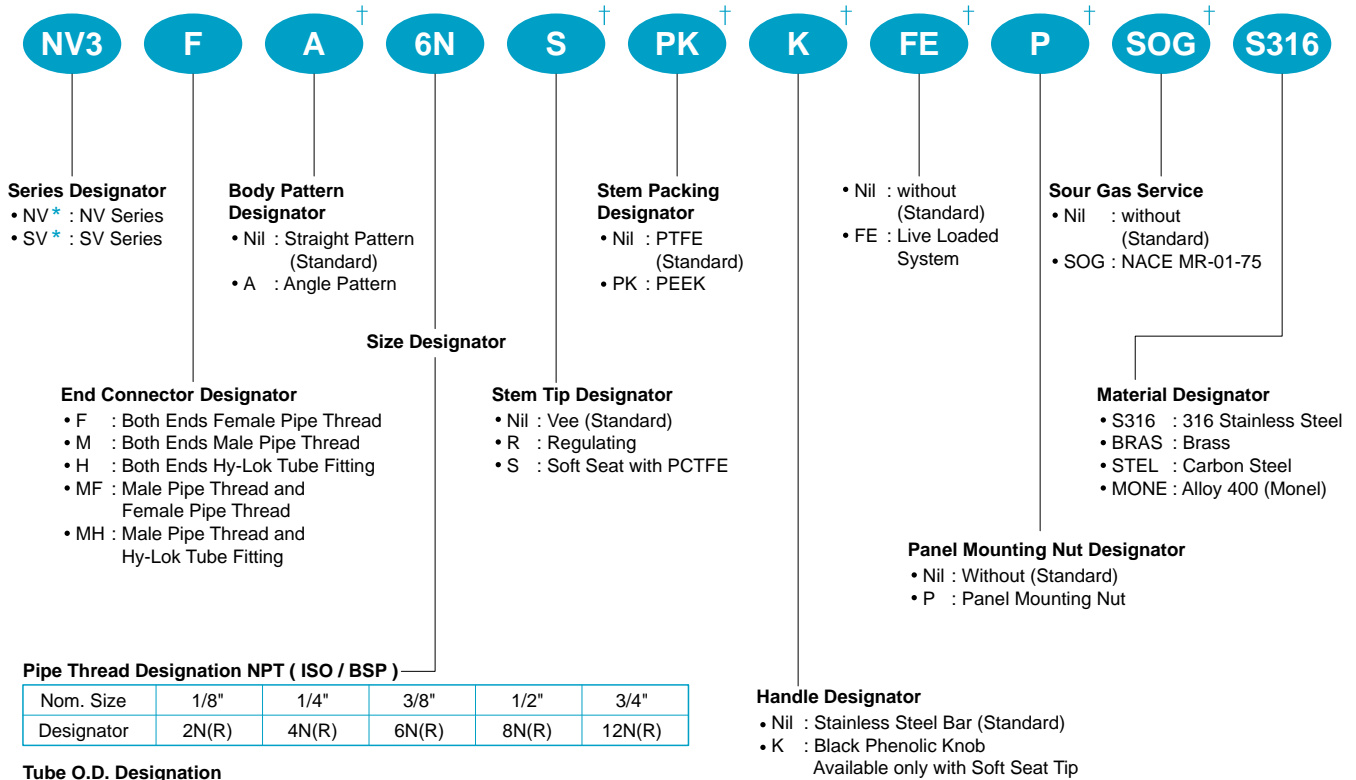 NV3 F A† 6N S† PK† K† FE† P† SOG† S316
Series Designator
• NV* : NV Series
• SV* : SV Series
Body Pattern
Designator
• Nil : Straight Pattern
(Standard)
• A : Angle Pattern
Stem Packing
Designator
• Nil : PTFE
(Standard)
• PK : PEEK
• Nil : without
(Standard)
• FE : Live Loaded
System
Sour Gas Service
• Nil : without
(Standard)
• SOG : NACE MR-01-75
Size Designator
End Connector Designator
• F : Both Ends Female Pipe Thread
• M : Both Ends Male Pipe Thread
• H : Both Ends Hy-Lok Tube Fitting
• MF : Male Pipe Thread and
Female Pipe Thread
• MH : Male Pipe Thread and
Hy-Lok Tube Fitting
Stem Tip Designator
• Nil : Vee (Standard)
• R : Regulating
• S : Soft Seat with PCTFE
Material Designator
• S316 : 316 Stainless Steel
• BRAS : Brass
• STEL : Carbon Steel
• MONE : Alloy 400 (Monel)
Panel Mounting Nut Designator
• Nil : Without (Standard)
• P : Panel Mounting Nut
Pipe Thread Designation NPT ( ISO / BSP )
Nom. Size 1/8" 1/4" 3/8" 1/2" 3/4"
Designator 2N(R) 4N(R) 6N(R) 8N(R) 12N(R)
Handle Designator
• Nil : Stainless Steel Bar (Standard)
• K : Black Phenolic Knob
Available only with Soft Seat Tip
Tube O.D. Designation